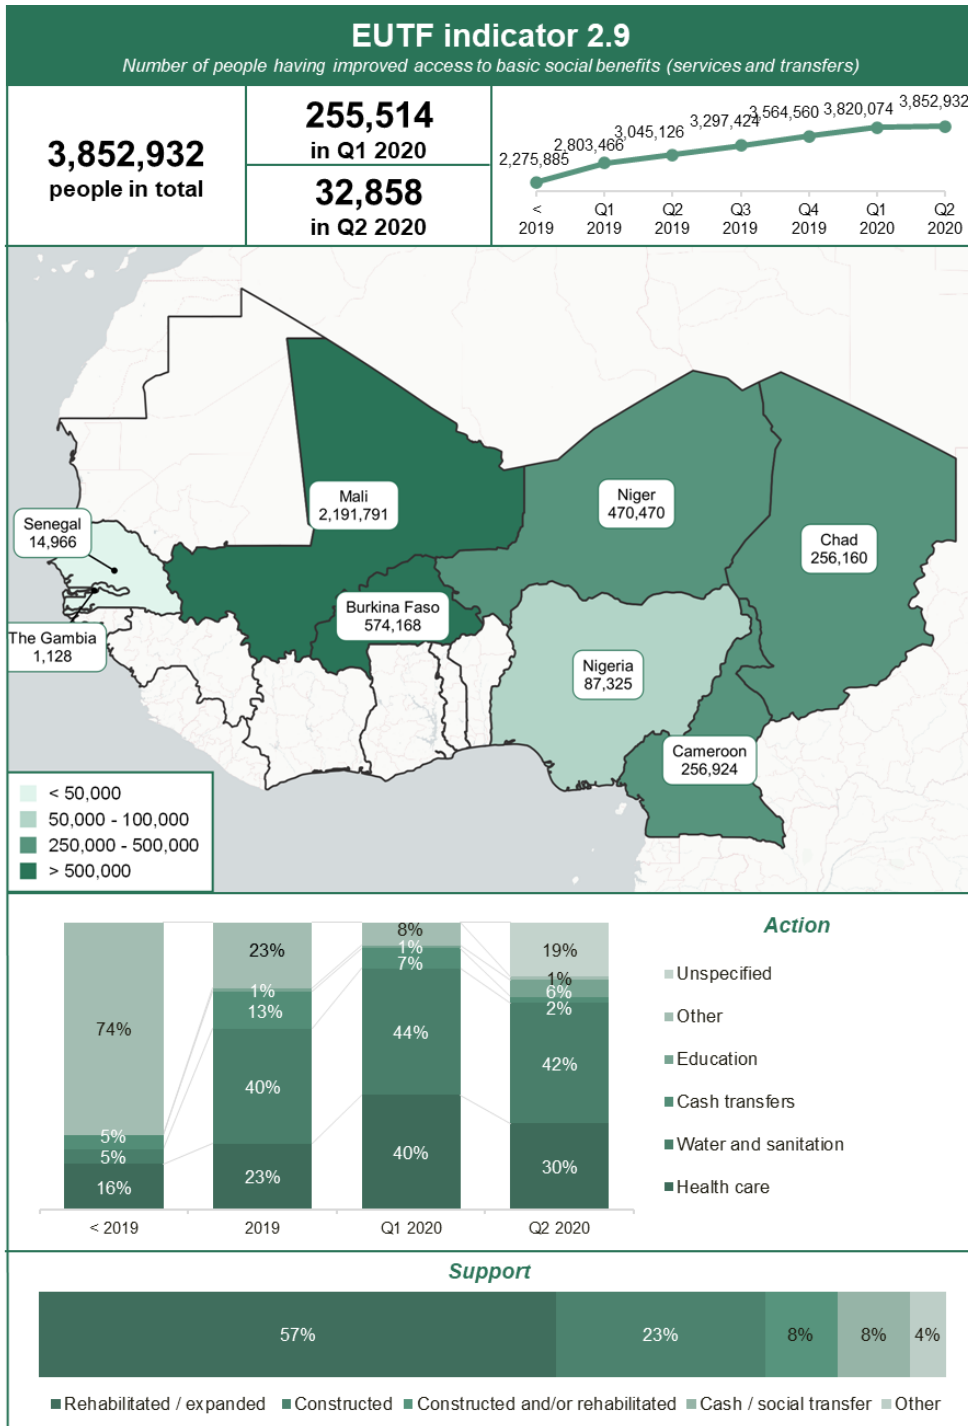 EUTF indicator 2.9
Number of people having improved access to basic social benefits (services and transfers)
3,852,932
people in total
255,514
in Q1 2020
32,858
in Q2 2020
2,275,885
2,803,466
3,045,126
3,297,424
3,564,560
3,820,074
3,852,932
< 2019
Q1 2019
Q2 2019
Q3 2019
Q4 2019
Q1 2020
Q2 2020
Mali
2,191,791
Niger
470,470
Senegal
14,966
Chad
256,160
Burkina Faso
574,168
The Gambia
1,128
Nigeria
87,325
Cameroon
256,924
< 50,000
50,000 - 100,000
250,000 - 500,000
> 500,000
Action
74%
5%
5%
16%
23%
1%
13%
40%
23%
8%
1%
7%
44%
40%
19%
1%
6%
2%
42%
30%
< 2019
2019
Q1 2020
Q2 2020
Unspecified
Other
Education
Cash transfers
Water and sanitation
Health care
Support
57%
23%
8%
8%
4%
Rehabilitated / expanded
Constructed
Constructed and/or rehabilitated
Cash / social transfer
Other